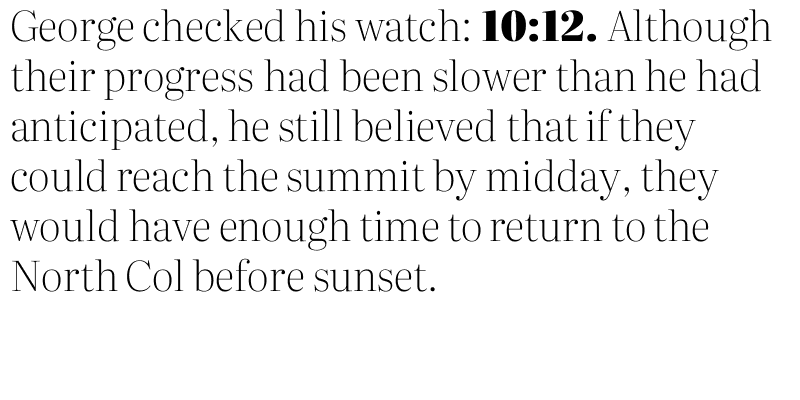 George checked his watch: 10:12. Although
their progress had been slower than he had
anticipated, he still believed that if they
could reach the summit by midday, they
would have enough time to return to the
North Col before sunset.